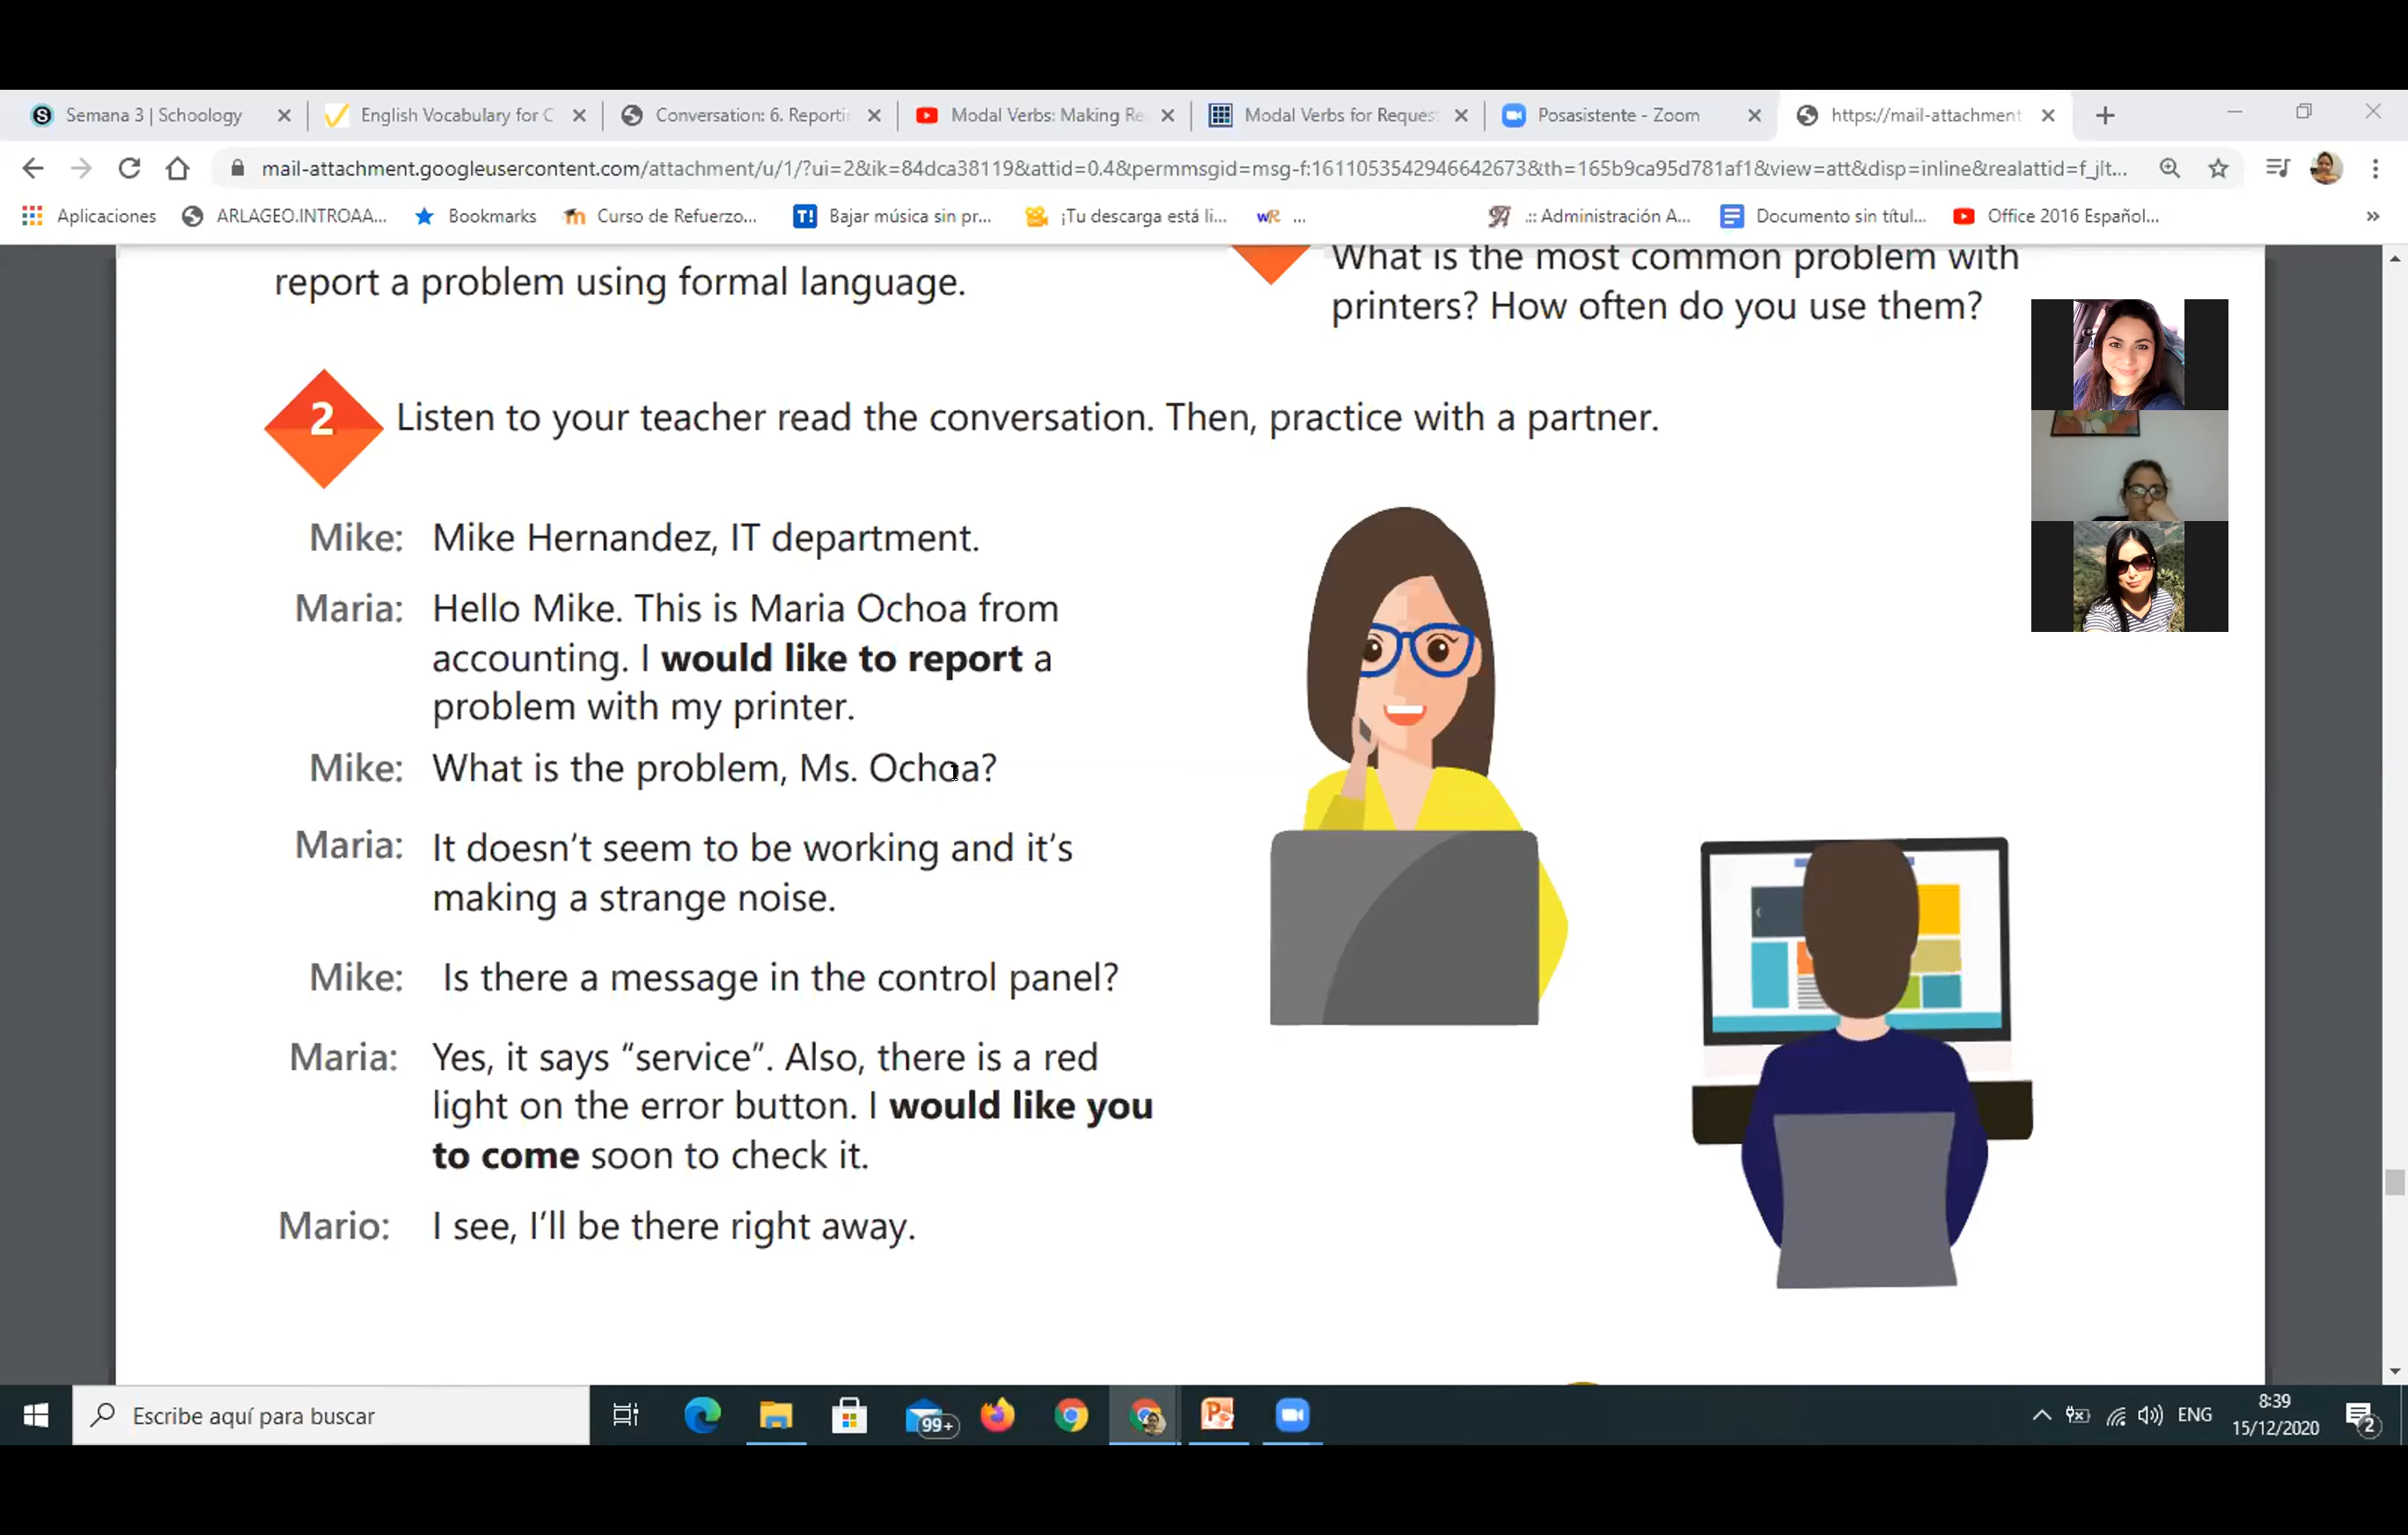 Semana 3 | Schoology
English Vocabulary for C
Conversation: 6. Reporti
Modal Verbs: Making Re
Modal Verbs for Reques
Posasistente - Zoom
https://mail-attachment
mail-attachment.googleusercontent.com/attachment/u/1/?ui=2&ik=84dca38119&attid=0.4&permmsgid=msg-f:1611053542946642673&th=165b9ca95d781af1&view=att&disp=inline&realattid=f_jlt...
Aplicaciones
ARLAGEO.INTROAA...
Bookmarks
Curso de Refuerzo...
T! Bajar música sin pr...
¡Tu descarga está li...
wR ...
.:: Administración A...
Documento sin títul...
Office 2016 Español...
report a problem using formal language.
What is the most common problem with
printers? How often do you use them?
2 Listen to your teacher read the conversation. Then, practice with a partner.
Mike: Mike Hernandez, IT department.
Maria: Hello Mike. This is Maria Ochoa from
accounting. I would like to report a
problem with my printer.
Mike: What is the problem, Ms. Ochoa?
Maria: It doesn't seem to be working and it's
making a strange noise.
Mike: Is there a message in the control panel?
Maria: Yes, it says “service”. Also, there is a red
light on the error button. I would like you
to come soon to check it.
Mario: I see, I'll be there right away.
Escribe aquí para buscar
99+
ENG
8:39
15/12/2020
2